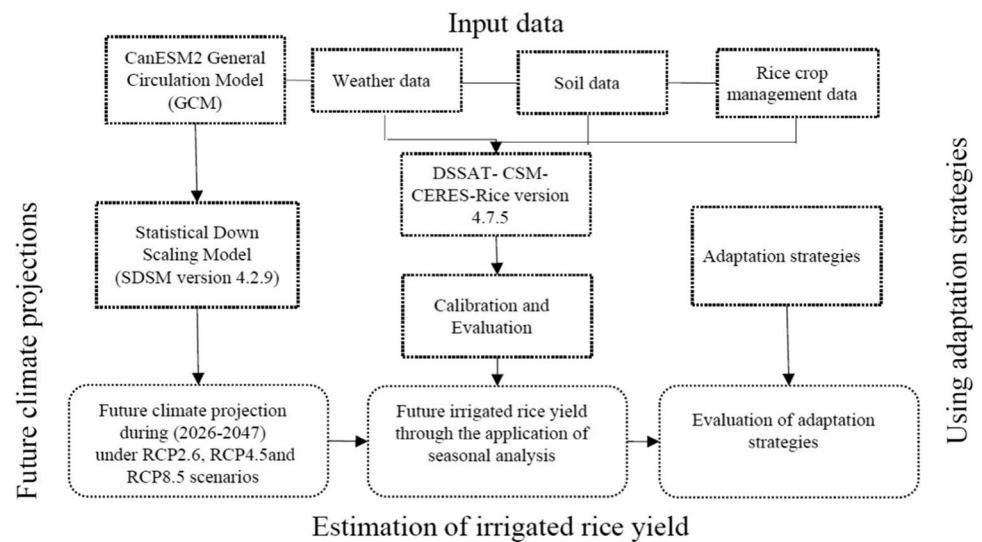 Input data
CanESM2 General
Circulation Model
(GCM)
Weather data
Soil data
Rice crop
management data
DSSAT- CSM-
CERES-Rice version
4.7.5
Statistical Down
Scaling Model
(SDSM version 4.2.9)
Adaptation strategies
Calibration and
Evaluation
Future climate projection
during (2026-2047)
under RCP2.6, RCP4.5and
RCP8.5 scenarios
Future irrigated rice yield
through the application of
seasonal analysis
Evaluation of adaptation
strategies
Future climate projections
Using adaptation strategies
Estimation of irrigated rice yield